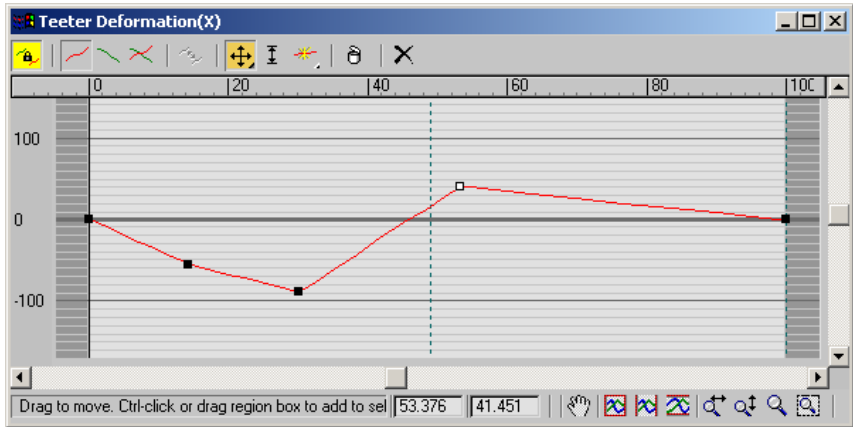 Teeter Deformation(X)
0 20 40 60 80 100
100
0
-100
Drag to move. Ctrl-click or drag region box to add to sel 53.376 41.451